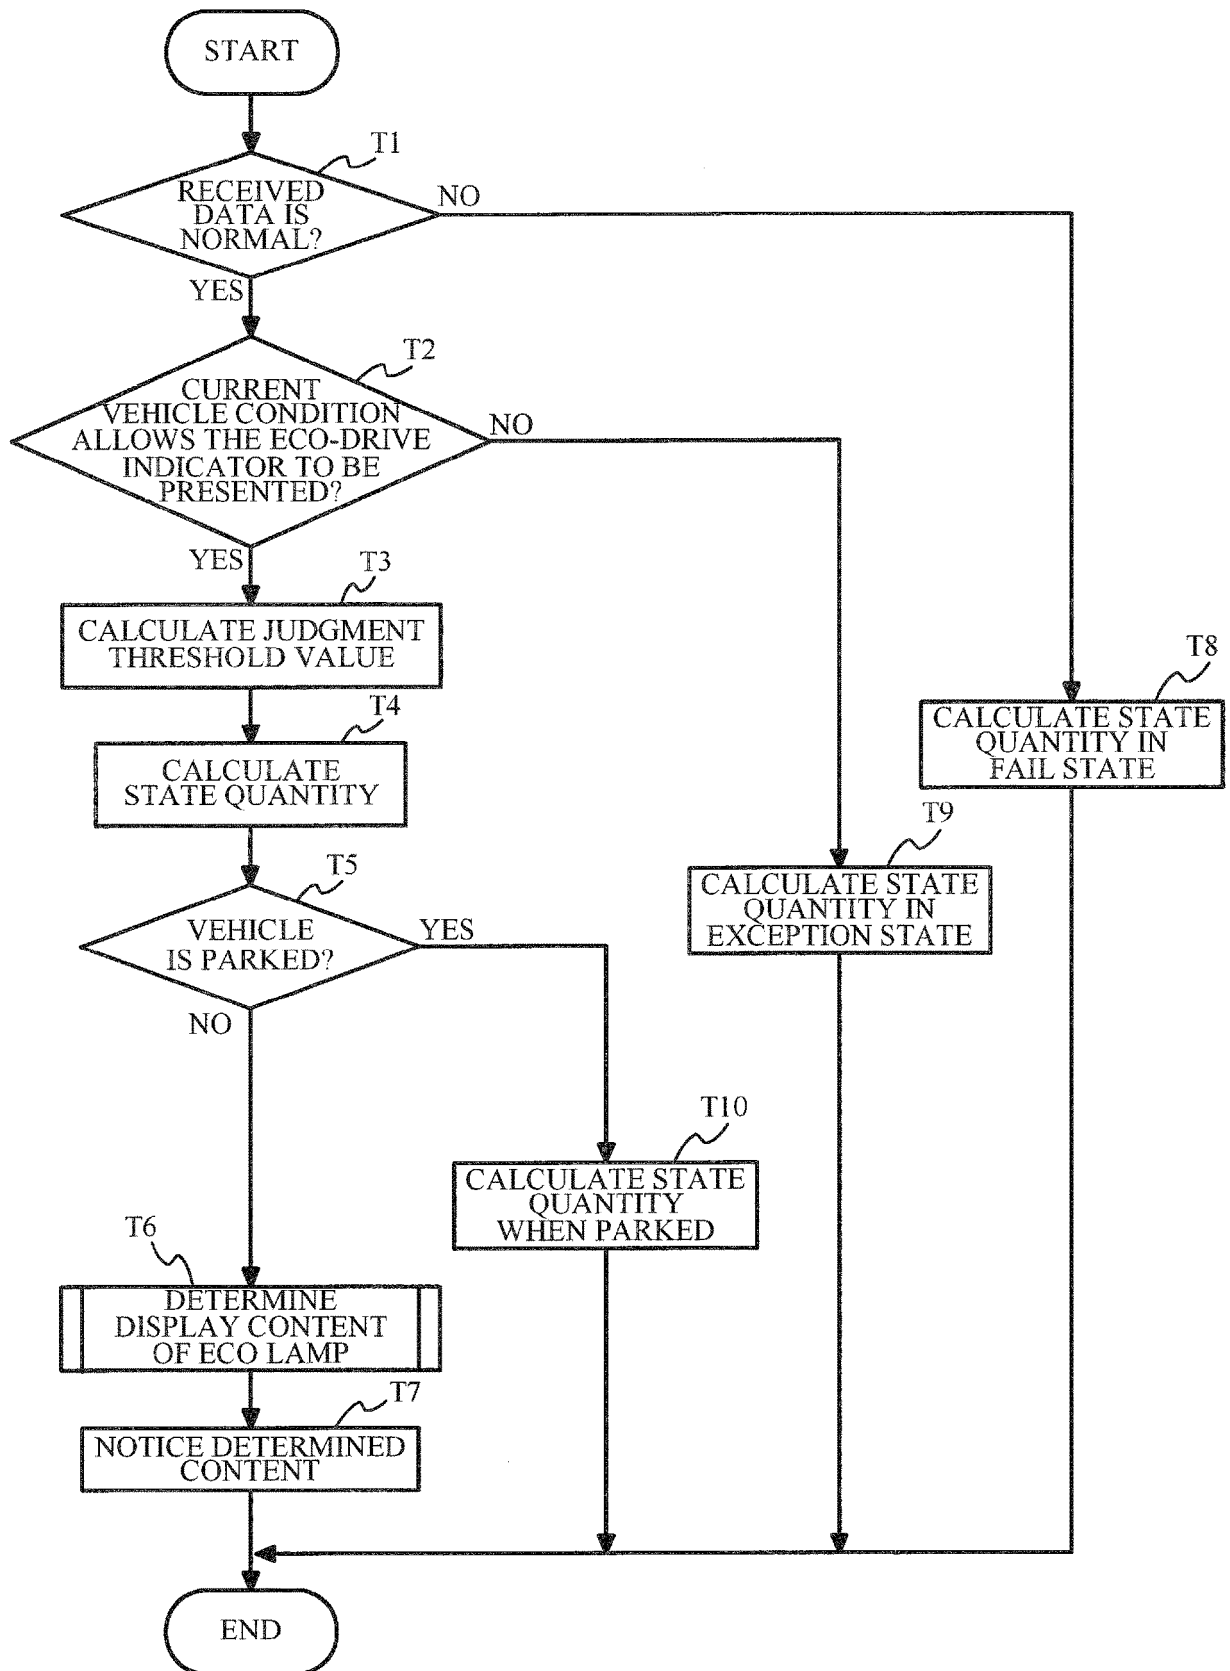 START
T1
RECEIVED
DATA IS
NORMAL?
NO
YES
T2
CURRENT
VEHICLE CONDITION
ALLOWS THE ECO-DRIVE
INDICATOR TO BE
PRESENTED?
NO
YES
T3
CALCULATE JUDGMENT
THRESHOLD VALUE
T4
CALCULATE
STATE QUANTITY
T8
CALCULATE STATE
QUANTITY IN
FAIL STATE
T9
CALCULATE STATE
QUANTITY IN
EXCEPTION STATE
T5
VEHICLE
IS PARKED?
YES
NO
T10
CALCULATE STATE
QUANTITY
WHEN PARKED
T6
DETERMINE
DISPLAY CONTENT
OF ECO LAMP
T7
NOTICE DETERMINED
CONTENT
END